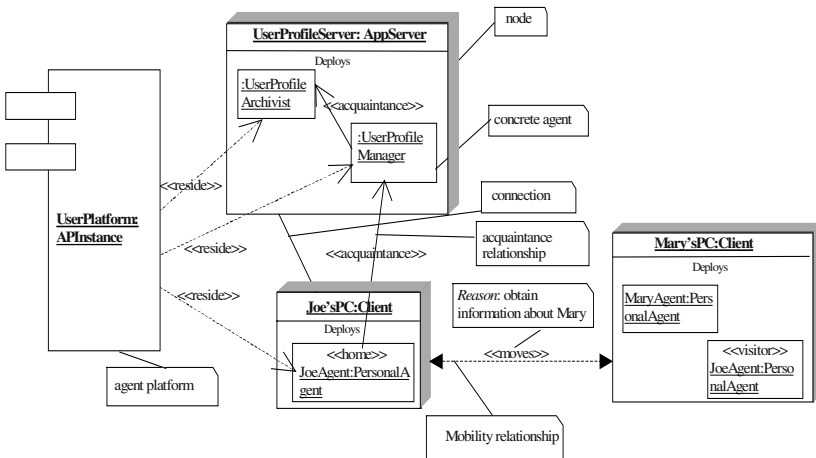 UserProfileServer: AppServer
Deploys
:UserProfile
Archivist
<<acquaintance>>
:UserProfile
Manager
node
concrete agent
connection
acquaintance
relationship
<<reside>>
UserPlatform:
APInstance
<<reside>>
<<acquaintance>>
<<reside>>
Joe'sPC:Client
Deploys
<<home>>
JoeAgent:PersonalA
gent
Reason: obtain
information about Mary
<<moves>>
Mary'sPC:Client
Deploys
MaryAgent:Pers
onalAgent
<<visitor>>
JoeAgent:Perso
nalAgent
agent platform
Mobility relationship